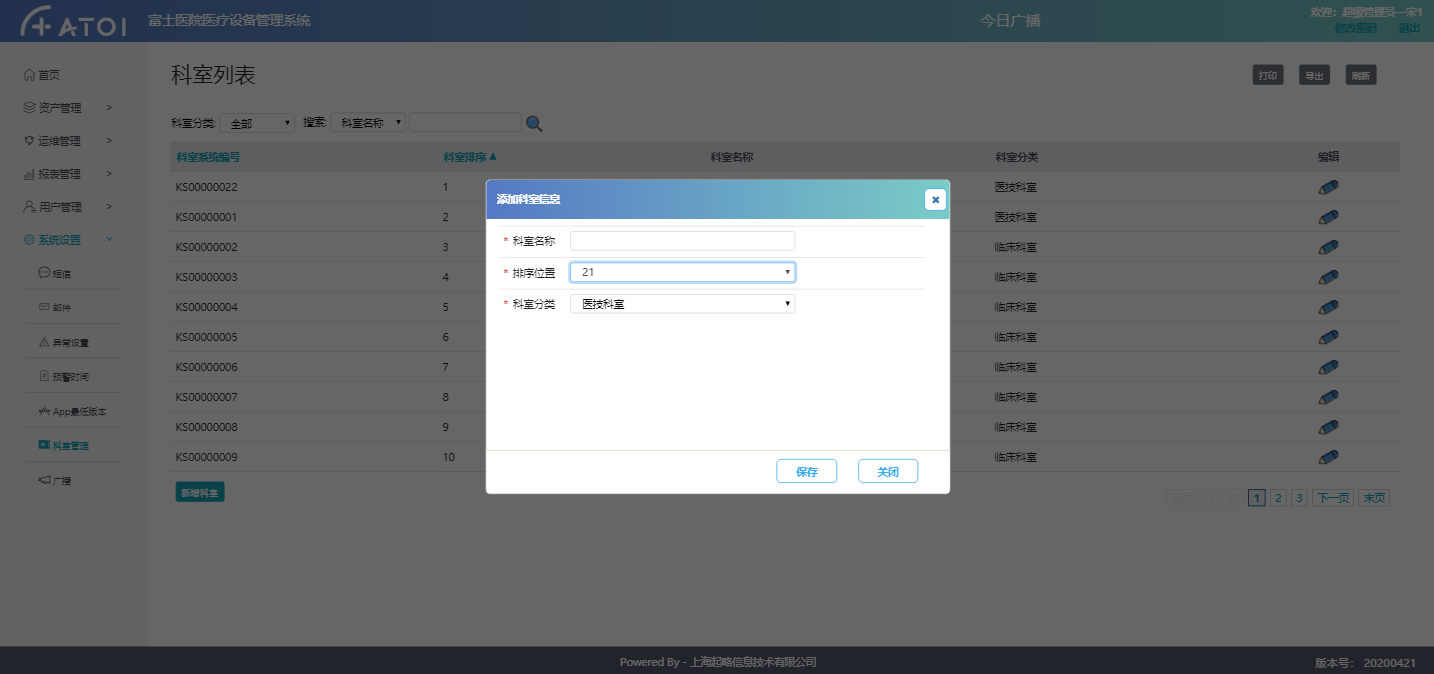 ATOI 富士医院医疗设备管理系统 今日广播 欢迎: 超级管理员一宋1
修改密码 退出
首页
资产管理 >
运维管理 >
报表管理 >
用户管理 >
系统设置
短信
邮件
异常设置
预警时间
App最低版本
科室管理
广播
科室列表 打印 导出 刷新
科室分类: 全部 搜索: 科室名称
科室系统编号 科室排序▲ 科室名称 科室分类 编辑
KS00000022 1 医技科室
KS00000001 2 医技科室
KS00000002 3 临床科室
KS00000003 4 临床科室
KS00000004 5 临床科室
KS00000005 6 临床科室
KS00000006 7 临床科室
KS00000007 8 临床科室
KS00000008 9 临床科室
KS00000009 10 临床科室
新增科室 首页 上一页 1 2 3 下一页 末页
添加科室信息 ×
* 科室名称
* 排序位置 21
* 科室分类 医技科室
保存 关闭
Powered By - 上海起略信息技术有限公司 版本号: 20200421